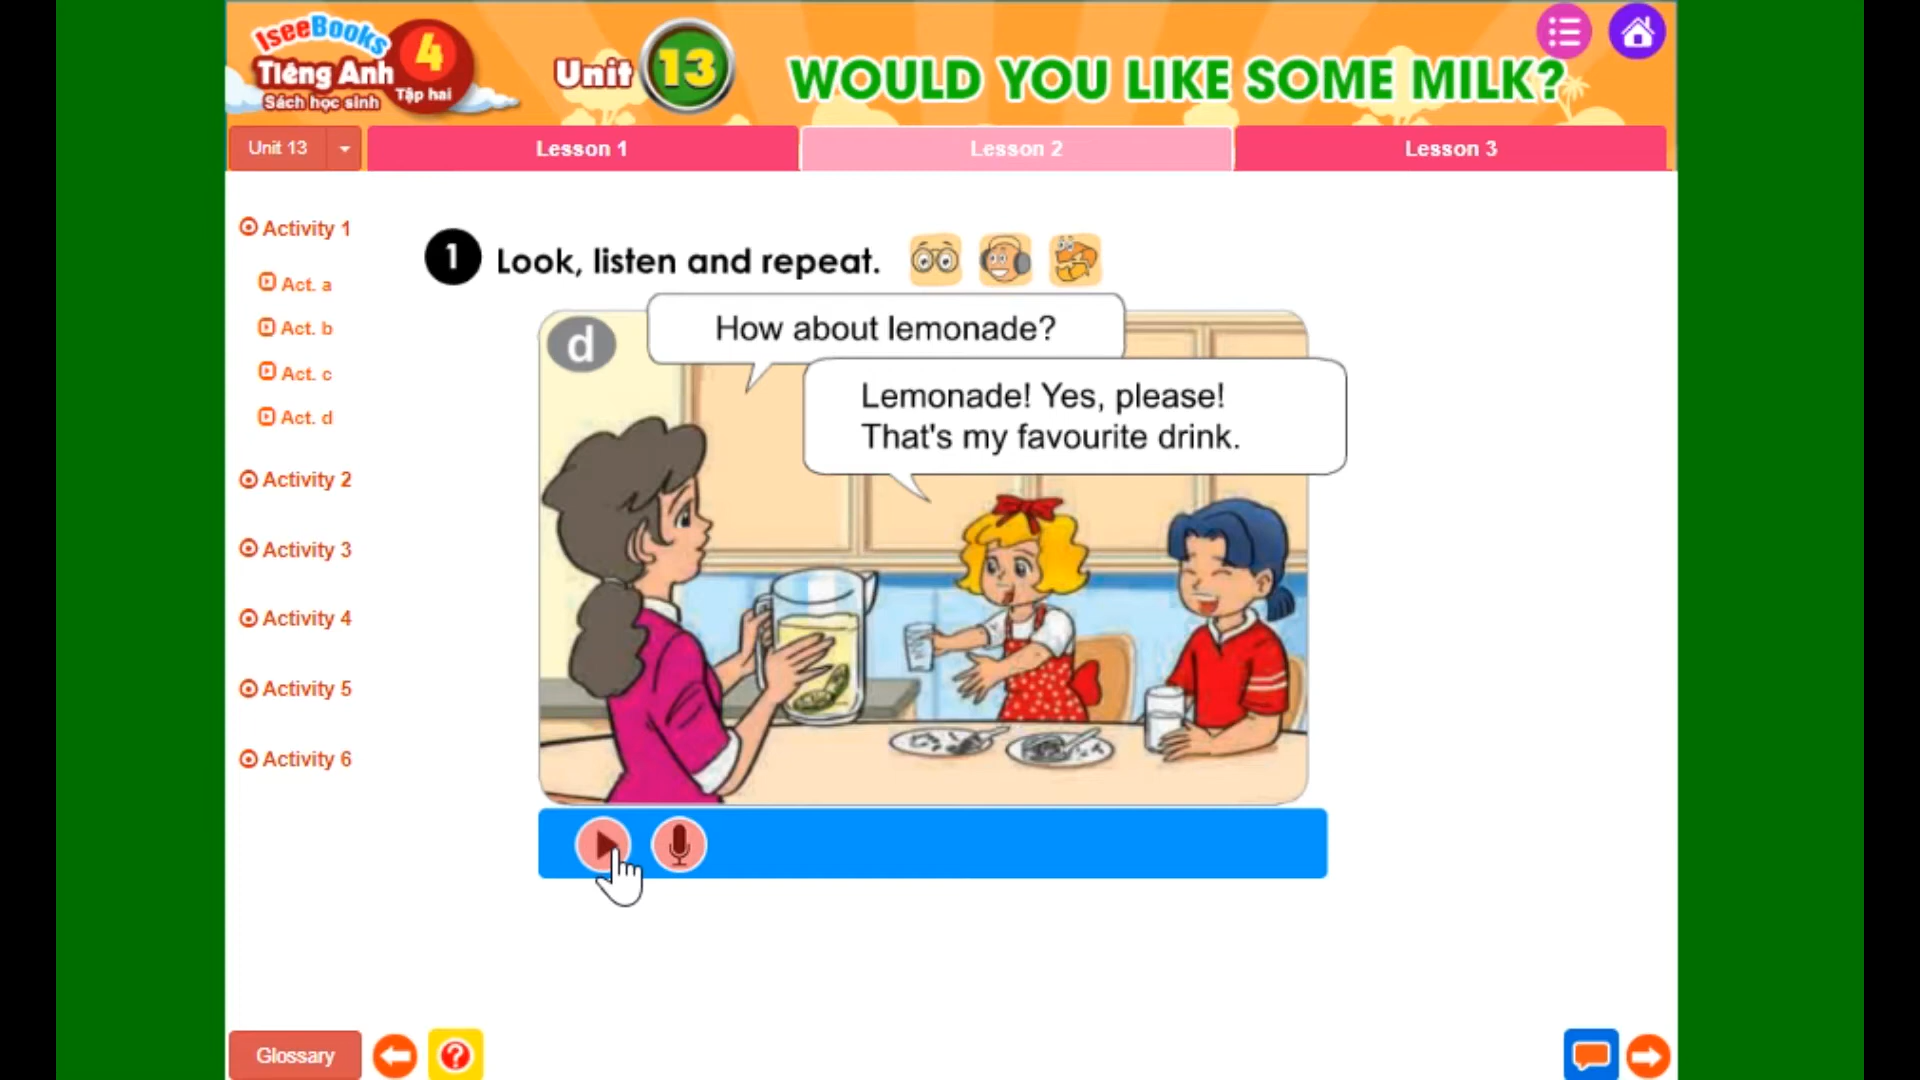 IseeBooks
Tiếng Anh
Sách học sinh
4
Tập hai
Unit
13
WOULD YOU LIKE SOME MILK?
Unit 13
Lesson 1
Lesson 2
Lesson 3
Activity 1
Act. a
Act. b
Act. c
Act. d
Activity 2
Activity 3
Activity 4
Activity 5
Activity 6
1
Look, listen and repeat.
d
How about lemonade?
Lemonade! Yes, please!
That's my favourite drink.
Glossary
?